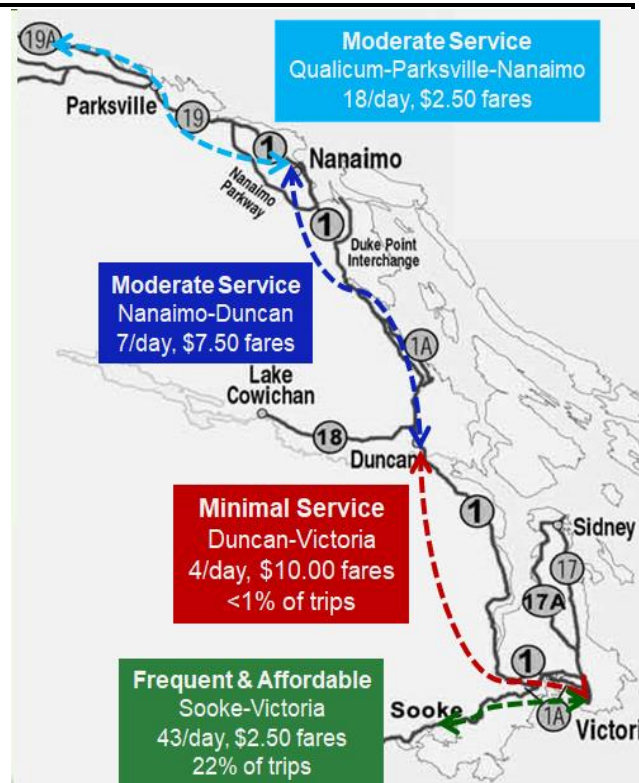 19A
Moderate Service
Qualicum-Parksville-Nanaimo
18/day, $2.50 fares
Parksville
19
1
Nanaimo
Nanaimo
Parkway
1
Duke Point
Interchange
Moderate Service
Nanaimo-Duncan
7/day, $7.50 fares
1A
Lake
Cowichan
18
Duncan
Minimal Service
Duncan-Victoria
4/day, $10.00 fares
<1% of trips
1
Sidney
17
17A
1
Frequent & Affordable
Sooke-Victoria
43/day, $2.50 fares
22% of trips
Sooke
1A
Victori